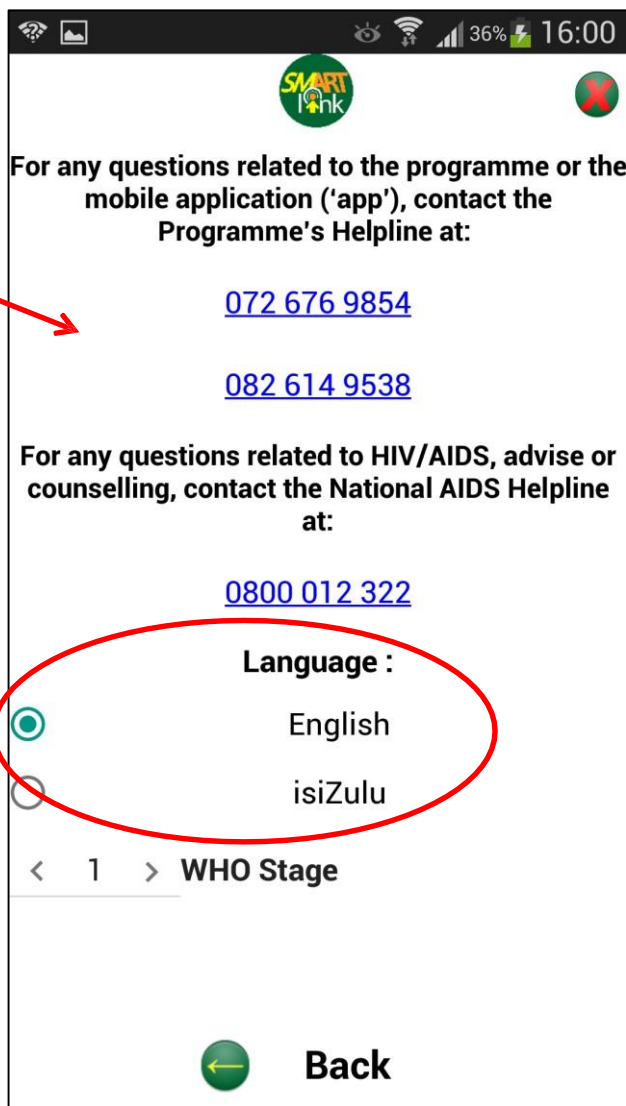 36% 16:00
SMART
link
For any questions related to the programme or the
mobile application (‘app’), contact the
Programme’s Helpline at:
072 676 9854
082 614 9538
For any questions related to HIV/AIDS, advise or
counselling, contact the National AIDS Helpline
at:
0800 012 322
Language :
English
isiZulu
< 1 > WHO Stage
Back